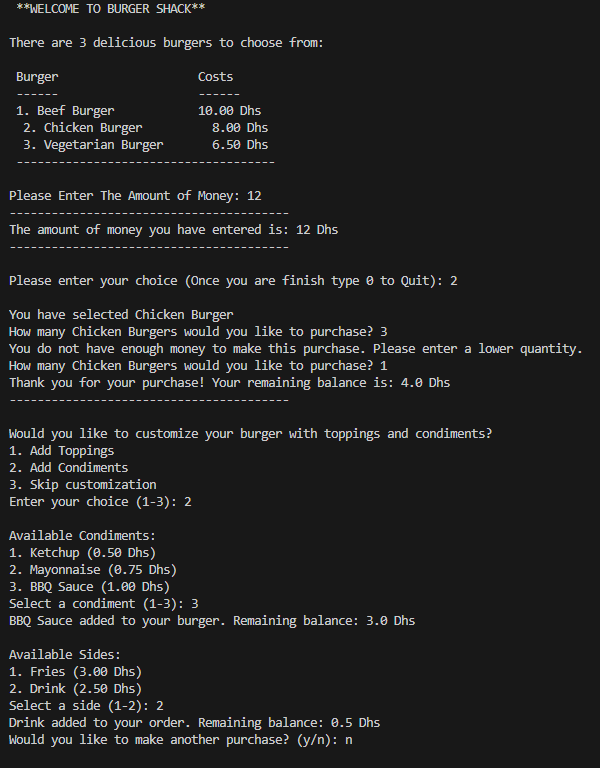 **WELCOME TO BURGER SHACK**
There are 3 delicious burgers to choose from:
Burger Costs
------ ------
1. Beef Burger 10.00 Dhs
2. Chicken Burger 8.00 Dhs
3. Vegetarian Burger 6.50 Dhs
-------------------------------------
Please Enter The Amount of Money: 12
----------------------------------------
The amount of money you have entered is: 12 Dhs
----------------------------------------
Please enter your choice (Once you are finish type 0 to Quit): 2
You have selected Chicken Burger
How many Chicken Burgers would you like to purchase? 3
You do not have enough money to make this purchase. Please enter a lower quantity.
How many Chicken Burgers would you like to purchase? 1
Thank you for your purchase! Your remaining balance is: 4.0 Dhs
----------------------------------------
Would you like to customize your burger with toppings and condiments?
1. Add Toppings
2. Add Condiments
3. Skip customization
Enter your choice (1-3): 2
Available Condiments:
1. Ketchup (0.50 Dhs)
2. Mayonnaise (0.75 Dhs)
3. BBQ Sauce (1.00 Dhs)
Select a condiment (1-3): 3
BBQ Sauce added to your burger. Remaining balance: 3.0 Dhs
Available Sides:
1. Fries (3.00 Dhs)
2. Drink (2.50 Dhs)
Select a side (1-2): 2
Drink added to your order. Remaining balance: 0.5 Dhs
Would you like to make another purchase? (y/n): n